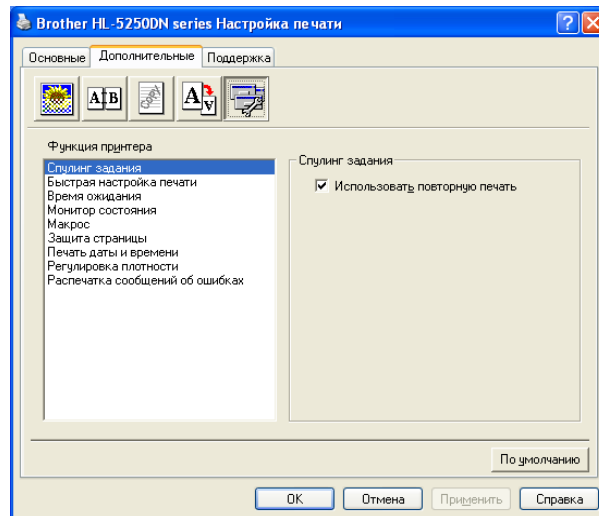 Brother HL-5250DN series Настройка печати
Основные Дополнительные Поддержка
A B
A v
Функция принтера
Спулинг задания
Быстрая настройка печати
Время ожидания
Монитор состояния
Макрос
Защита страницы
Печать даты и времени
Регулировка плотности
Распечатка сообщений об ошибках
Спулинг задания
Использовать повторную печать
По умолчанию
OK Отмена Применить Справка